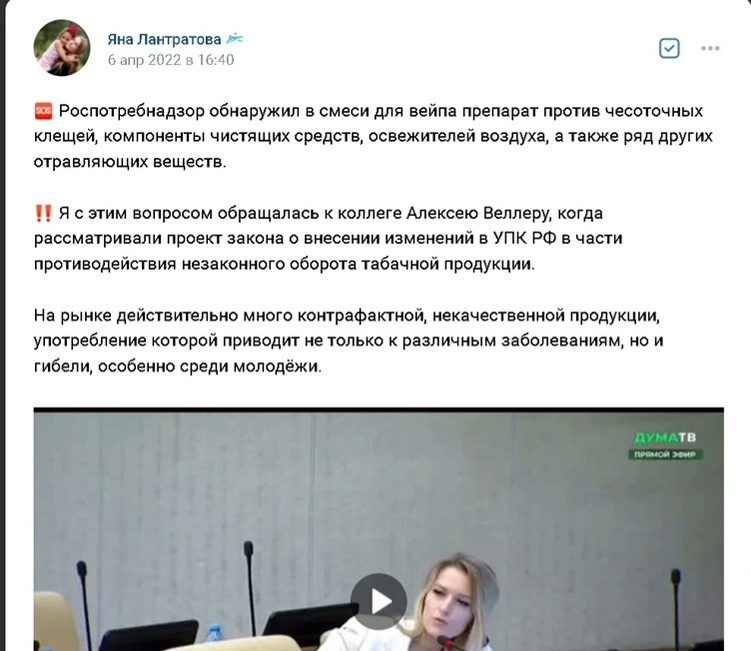 Яна Лантратова
6 апр 2022 в 16:40
SOS Роспотребнадзор обнаружил в смеси для вейпа препарат против чесоточных
клещей, компоненты чистящих средств, освежителей воздуха, а также ряд других
отравляющих веществ.
‼️ Я с этим вопросом обращалась к коллеге Алексею Веллеру, когда
рассматривали проект закона о внесении изменений в УПК РФ в части
противодействия незаконного оборота табачной продукции.
На рынке действительно много контрафактной, некачественной продукции,
употребление которой приводит не только к различным заболеваниям, но и
гибели, особенно среди молодёжи.
ДУМАТВ
ПРЯМОЙ ЭФИР